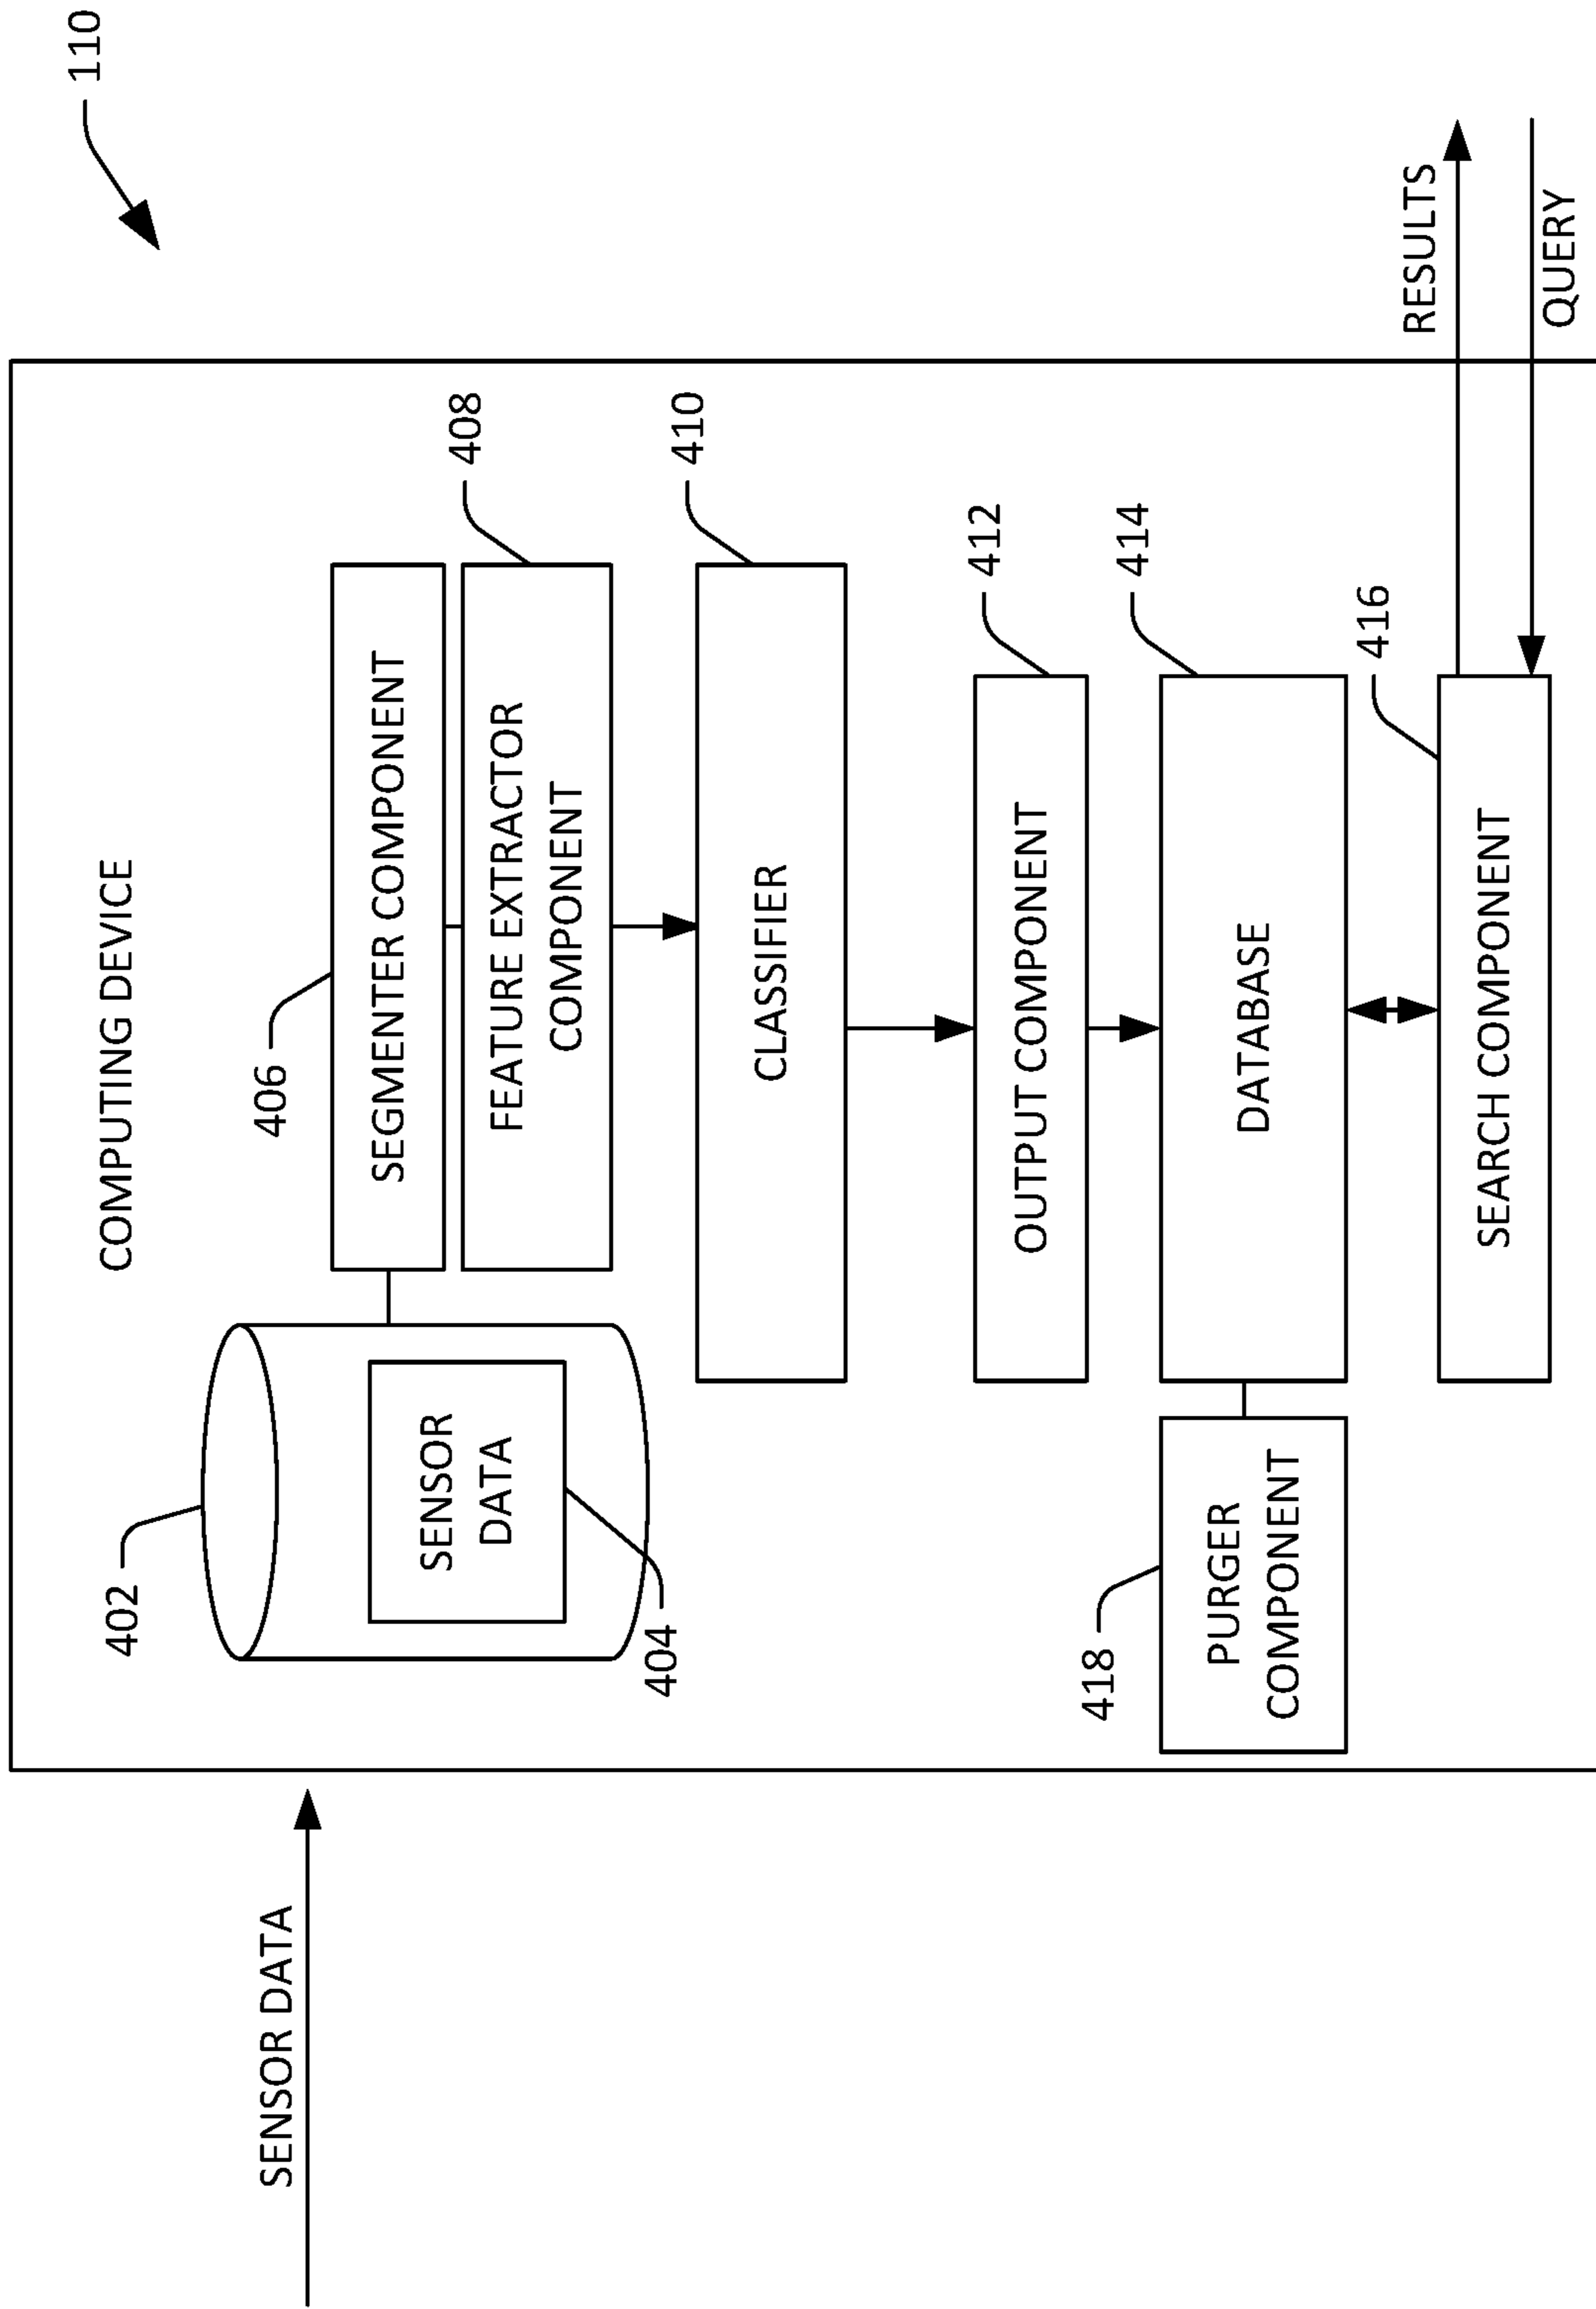 110
COMPUTING DEVICE
SENSOR DATA
402
SENSOR
DATA
404
406
SEGMENTER COMPONENT
FEATURE EXTRACTOR
COMPONENT
408
CLASSIFIER
410
OUTPUT COMPONENT
412
418
PURGER
COMPONENT
DATABASE
414
SEARCH COMPONENT
416
RESULTS
QUERY